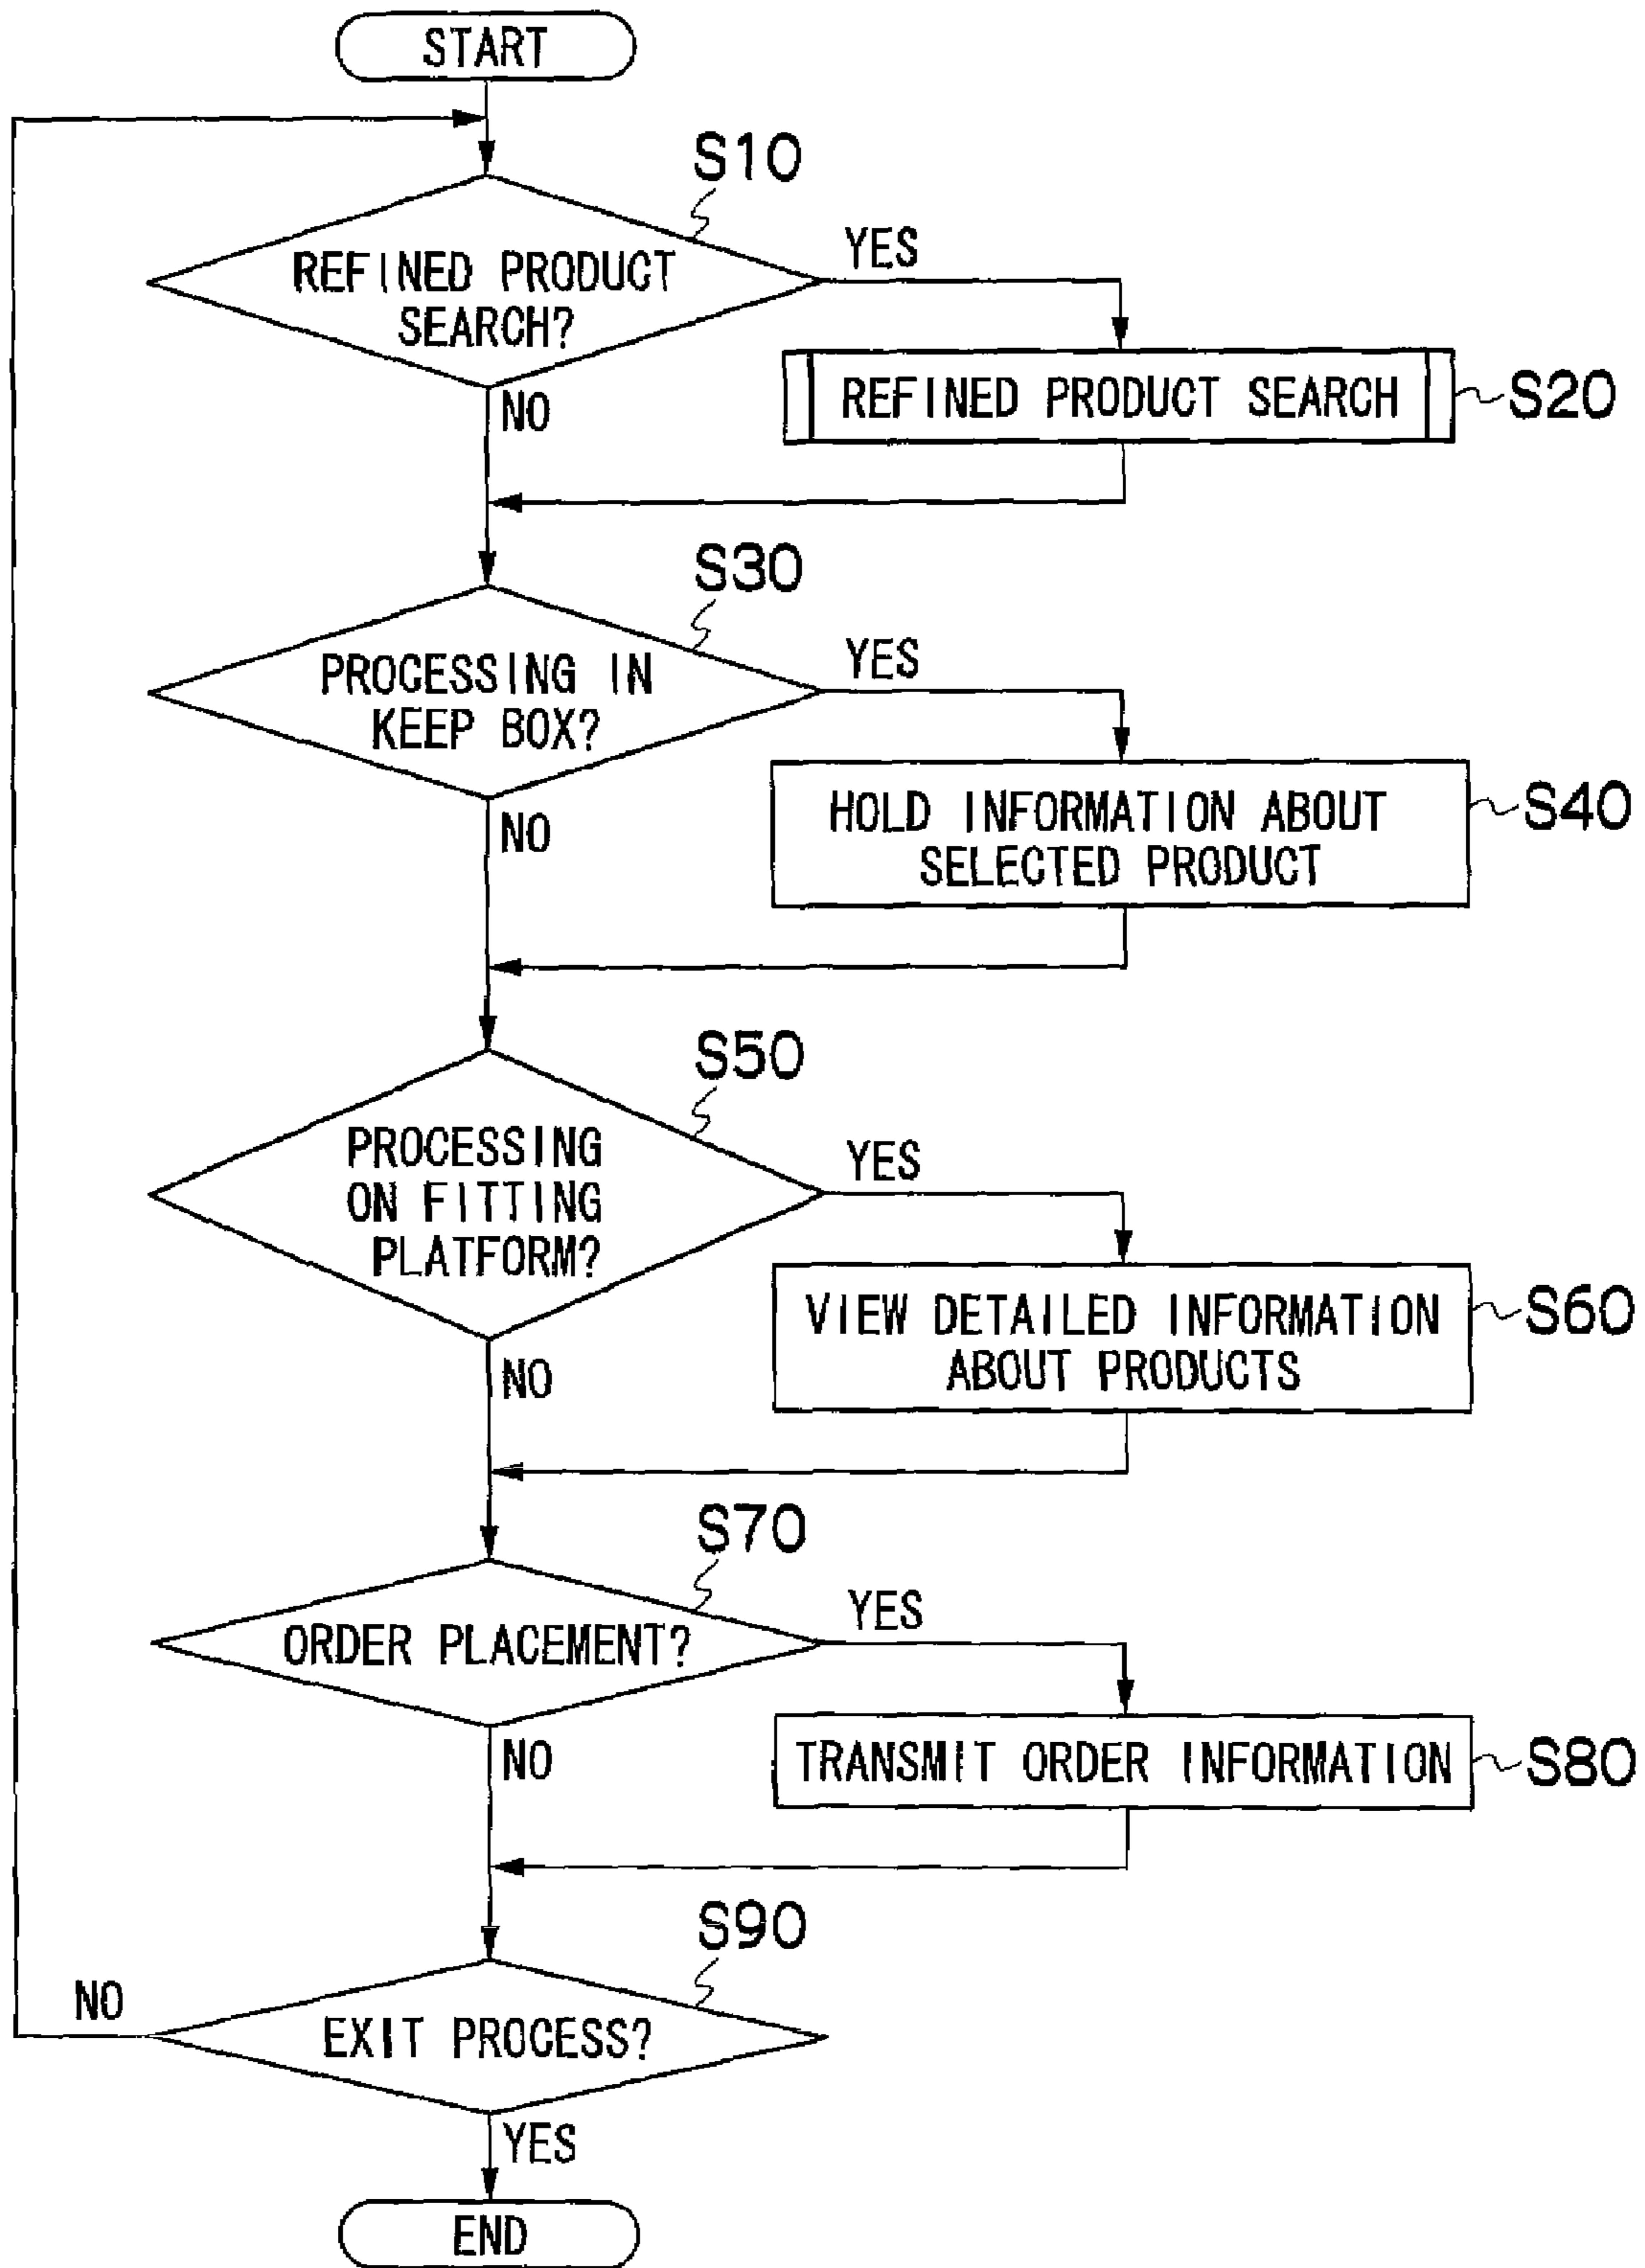 START
S10
REFINED PRODUCT
SEARCH?
YES
NO
REFINED PRODUCT SEARCH
S20
S30
PROCESSING IN
KEEP BOX?
YES
NO
HOLD INFORMATION ABOUT
SELECTED PRODUCT
S40
S50
PROCESSING
ON FITTING
PLATFORM?
YES
NO
VIEW DETAILED INFORMATION
ABOUT PRODUCTS
S60
S70
ORDER PLACEMENT?
YES
NO
TRANSMIT ORDER INFORMATION
S80
S90
EXIT PROCESS?
NO
YES
END